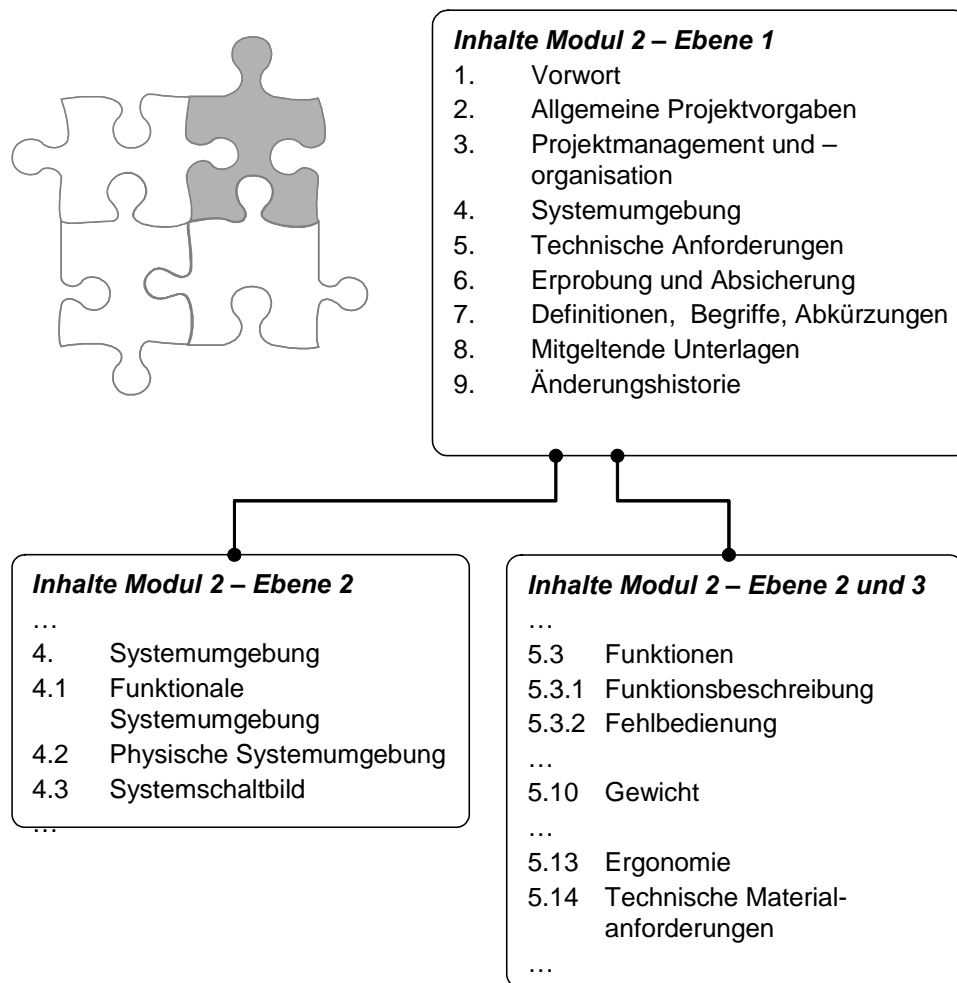 Inhalte Modul 2 – Ebene 1
1. Vorwort
2. Allgemeine Projektvorgaben
3. Projektmanagement und –
organisation
4. Systemumgebung
5. Technische Anforderungen
6. Erprobung und Absicherung
7. Definitionen, Begriffe, Abkürzungen
8. Mitgeltende Unterlagen
9. Änderungshistorie
Inhalte Modul 2 – Ebene 2
…
4. Systemumgebung
4.1 Funktionale
Systemumgebung
4.2 Physische Systemumgebung
4.3 Systemschaltbild
…
Inhalte Modul 2 – Ebene 2 und 3
…
5.3 Funktionen
5.3.1 Funktionsbeschreibung
5.3.2 Fehlbedienung
…
5.10 Gewicht
…
5.13 Ergonomie
5.14 Technische Material-
anforderungen
…